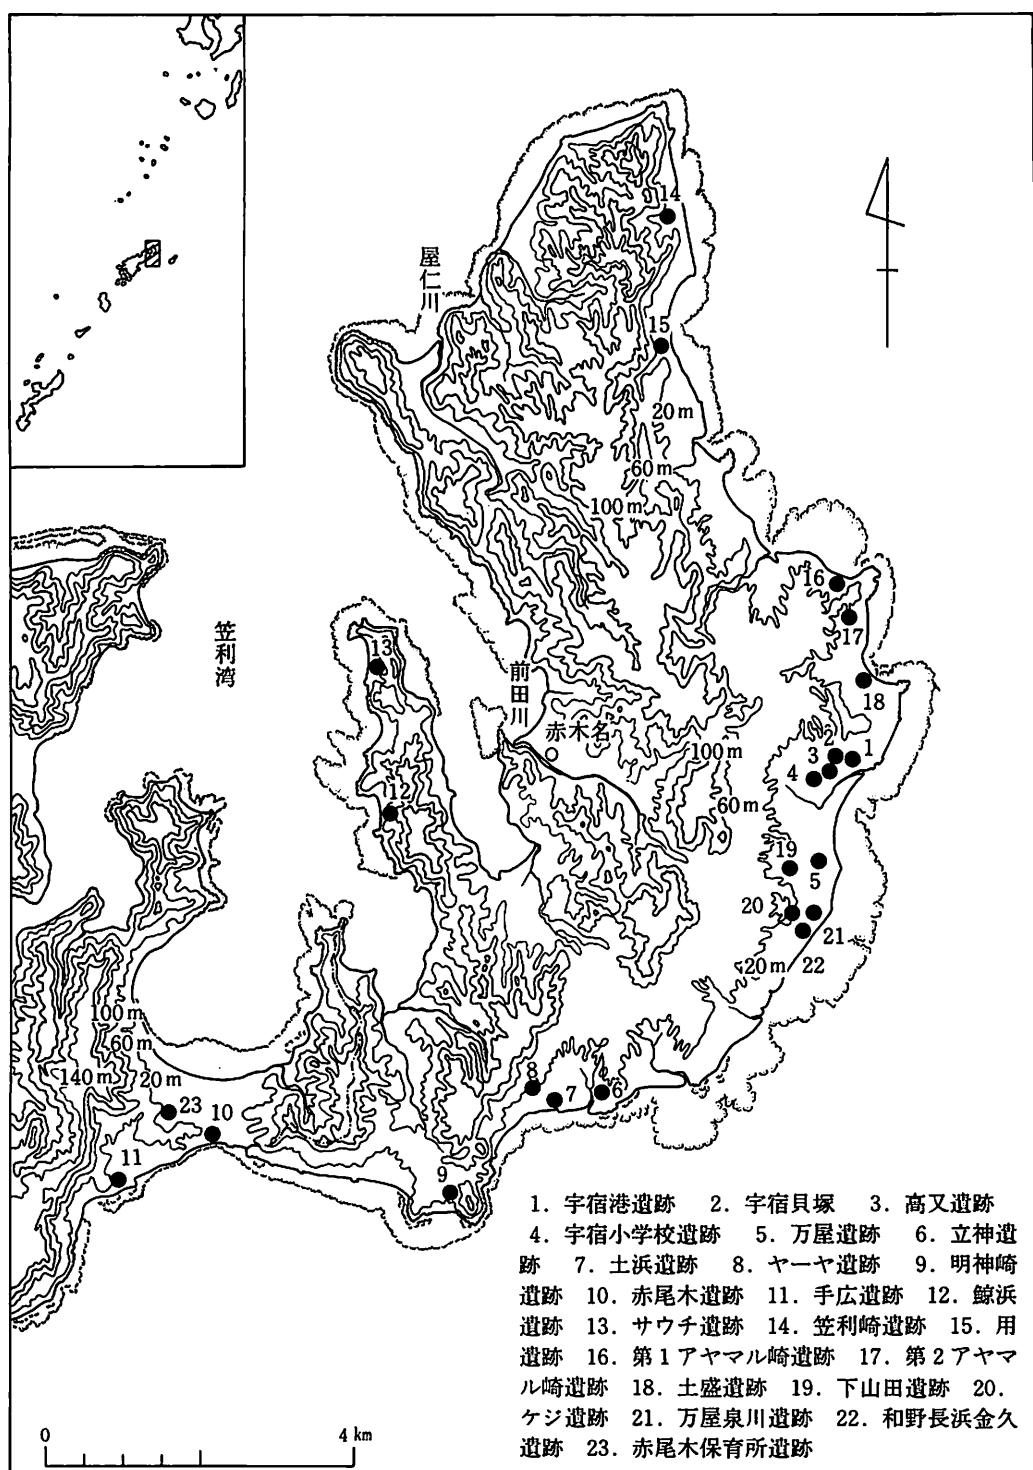 14
屋仁川
15
20m
60m
100m
16
17
笠利湾
13
前田川
赤木名
18
100m
2
1
3
4
60m
12
19
5
20
21
20m
22
100m
60m
140m
20m
23
10
8
7
6
11
9
1. 宇宿港遺跡 2. 宇宿貝塚 3. 高又遺跡
4. 宇宿小学校遺跡 5. 万屋遺跡 6. 立神遺
跡 7. 土浜遺跡 8. ヤーヤ遺跡 9. 明神崎
遺跡 10. 赤尾木遺跡 11. 手広遺跡 12. 鯨浜
遺跡 13. サウチ遺跡 14. 笠利崎遺跡 15. 用
遺跡 16. 第1アヤマル崎遺跡 17. 第2アヤマ
ル崎遺跡 18. 土盛遺跡 19. 下山田遺跡 20.
ケジ遺跡 21. 万屋泉川遺跡 22. 和野長浜金久
遺跡 23. 赤尾木保育所遺跡
0 4km